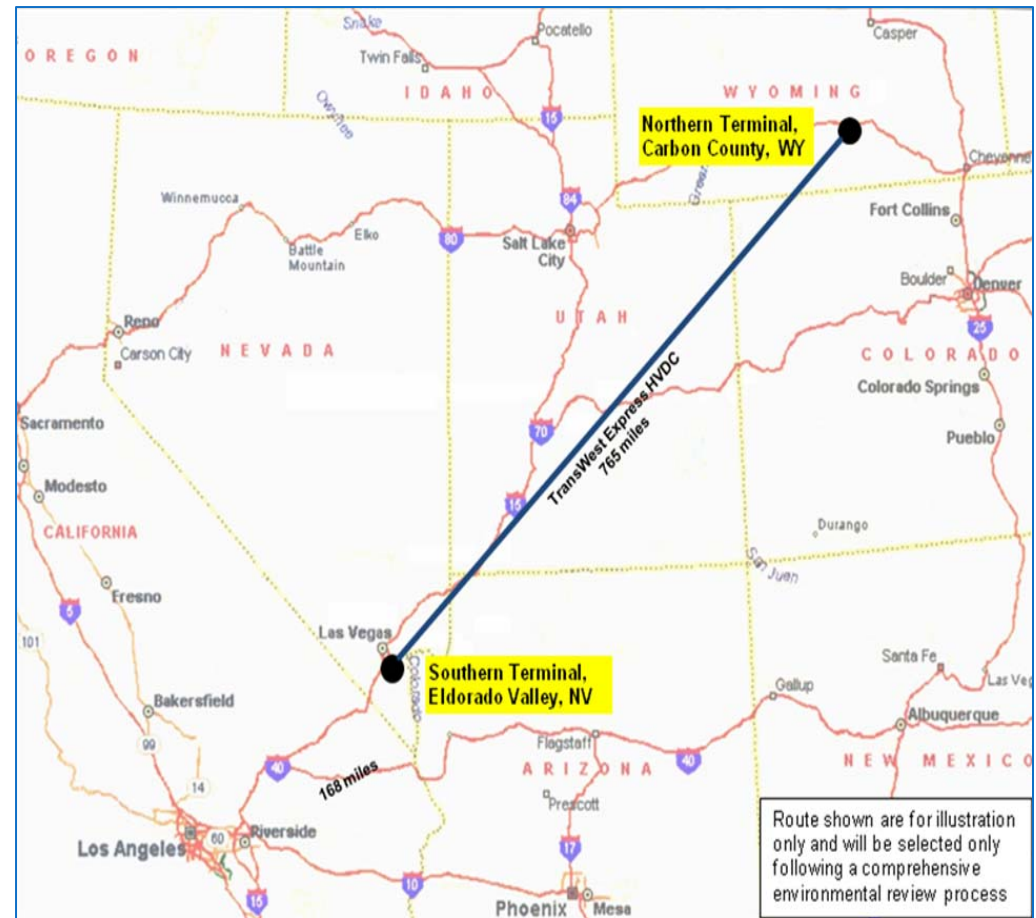 Snake
Pocatello
Casper
Twin Falls
OREGON
IDAHO
WYOMING
Owyhee
15
Northern Terminal,
Carbon County, WY
Cheyenne
Winnemucca
84
Fort Collins
Elko
80
Salt Lake
City
Battle
Mountain
Boulder
Denver
Reno
UTAH
25
Carson City
NEVADA
COLORADO
Colorado Springs
TransWest Express HVDC
765 miles
Sacramento
70
Pueblo
Modesto
15
CALIFORNIA
Durango
San Juan
Fresno
5
101
Las Vegas
Colorado
Southern Terminal,
Eldorado Valley, NV
Santa Fe
Las Veg
Bakersfield
Gallup
Albuquerque
99
Flagstaff
40
168 miles
ARIZONA
40
NEW MEXICO
14
Prescott
60
Riverside
Los Angeles
17
10
15
Phoenix
Mesa
Route shown are for illustration
only and will be selected only
following a comprehensive
environmental review process